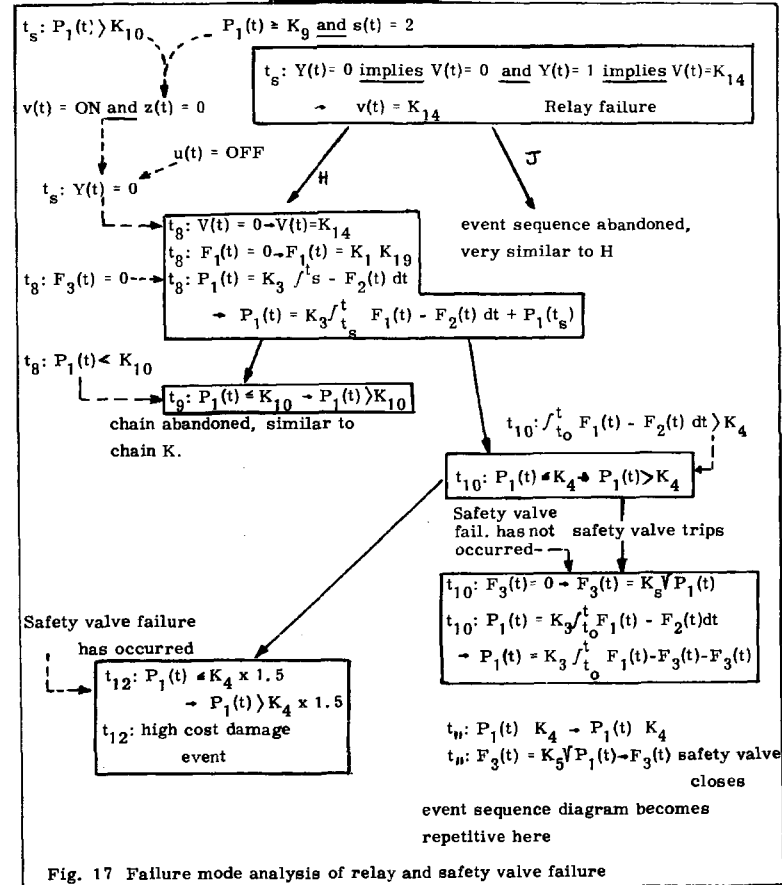 t_s: P_1(t) > K_10
P_1(t) ≥ K_9 and s(t) = 2
t_s: Y(t) = 0 implies V(t) = 0 and Y(t) = 1 implies V(t)=K_14
→ v(t) = K_14 Relay failure
v(t) = ON and z(t) = 0
u(t) = OFF
t_s: Y(t) = 0
H
J
event sequence abandoned,
very similar to H
t_8: V(t) = 0→V(t)=K_14
t_8: F_1(t) = 0→F_1(t) = K_1 K_19
t_8: F_3(t) = 0
t_8: P_1(t) = K_3 ∫^t s - F_2(t) dt
→ P_1(t) = K_3 ∫_{t_s}^t F_1(t) - F_2(t) dt + P_1(t_s)
t_8: P_1(t) < K_10
t_9: P_1(t) ≤ K_10 → P_1(t) > K_10
chain abandoned, similar to
chain K.
t_10: ∫_{t_o}^t F_1(t) - F_2(t) dt > K_4
t_10: P_1(t) ≤ K_4 → P_1(t) > K_4
Safety valve
fail. has not
occurred
safety valve trips
t_10: F_3(t) = 0 → F_3(t) = K_s √P_1(t)
t_10: P_1(t) = K_3 ∫_{t_o}^t F_1(t) - F_2(t)dt
→ P_1(t) = K_3 ∫_{t_o}^t F_1(t)-F_3(t)-F_3(t)
Safety valve failure
has occurred
t_12: P_1(t) ≤ K_4 x 1.5
→ P_1(t) > K_4 x 1.5
t_12: high cost damage
event
t_11: P_1(t) K_4 → P_1(t) K_4
t_11: F_3(t) = K_5 √P_1(t)→F_3(t) safety valve
closes
event sequence diagram becomes
repetitive here
Fig. 17 Failure mode analysis of relay and safety valve failure